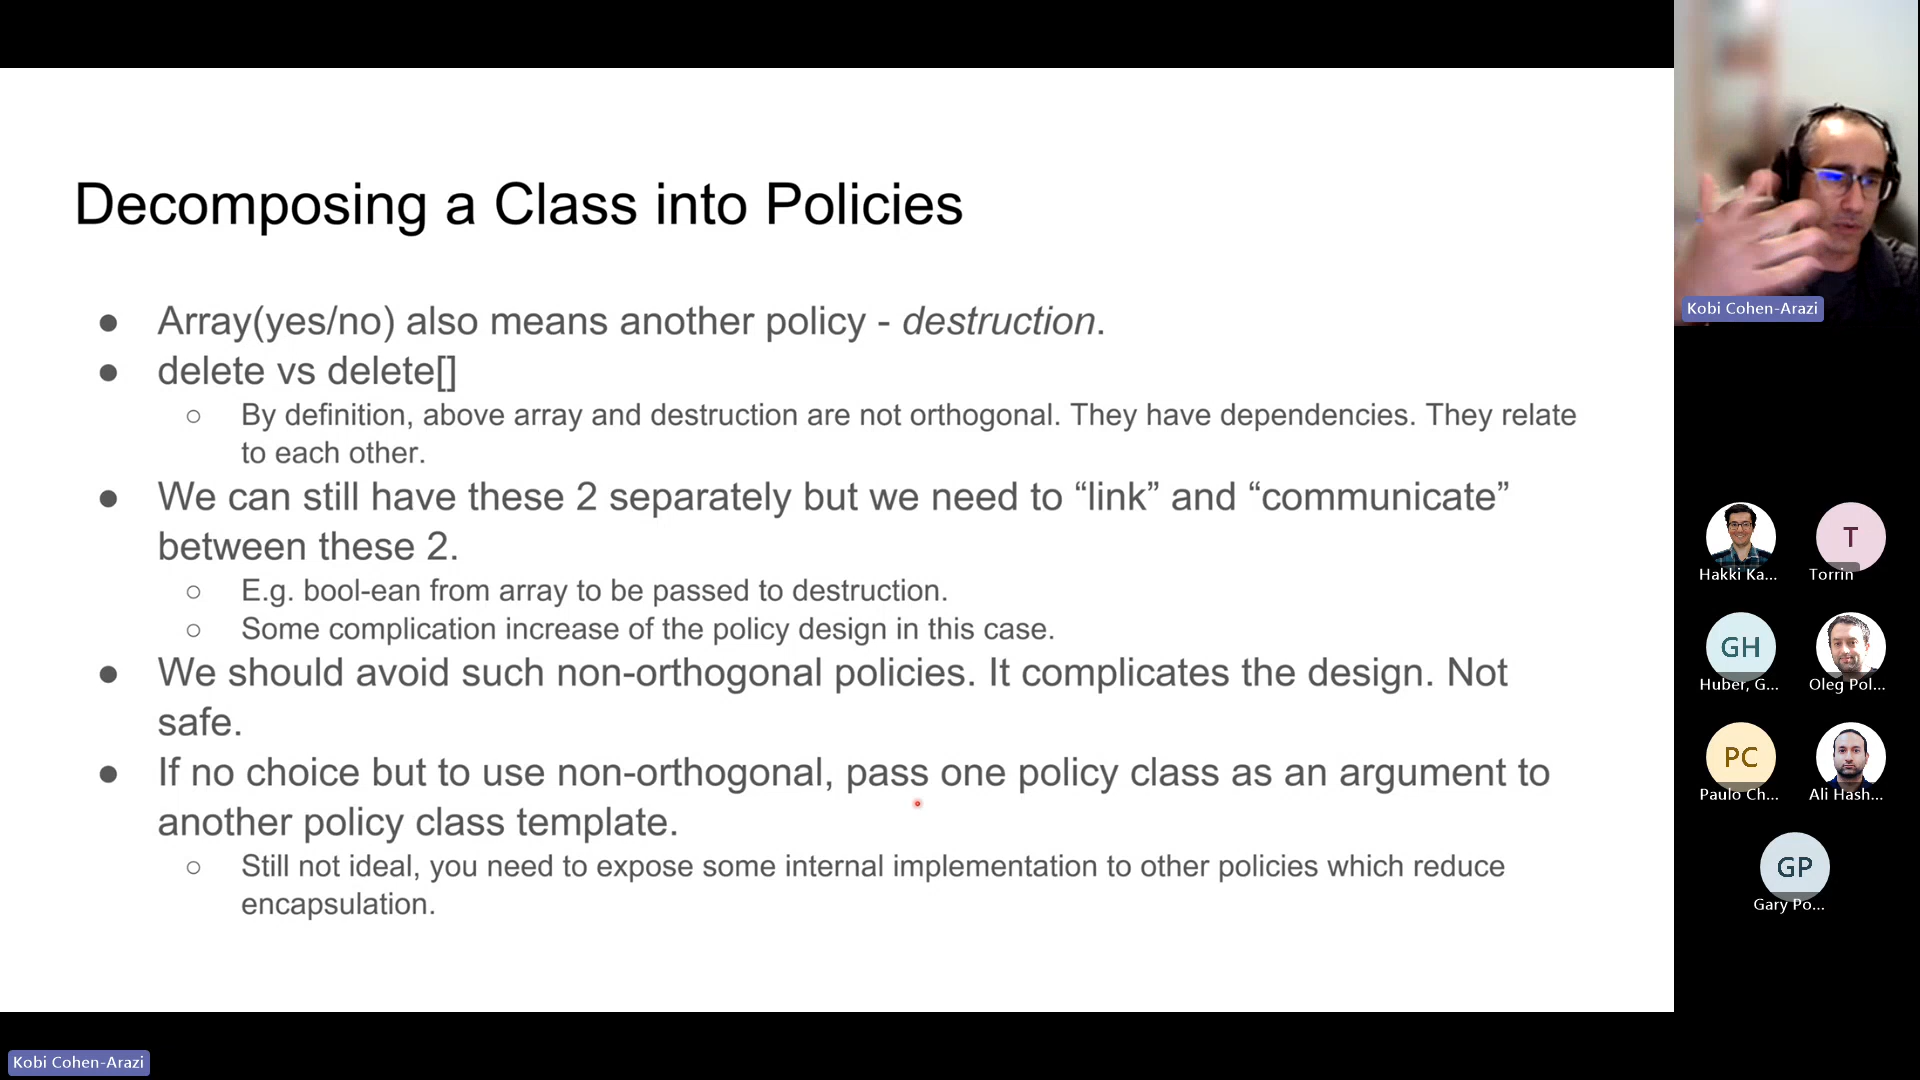 Decomposing a Class into Policies
● Array(yes/no) also means another policy - destruction.
● delete vs delete[]
○ By definition, above array and destruction are not orthogonal. They have dependencies. They relate
to each other.
● We can still have these 2 separately but we need to “link” and “communicate”
between these 2.
○ E.g. bool-ean from array to be passed to destruction.
○ Some complication increase of the policy design in this case.
● We should avoid such non-orthogonal policies. It complicates the design. Not
safe.
● If no choice but to use non-orthogonal, pass one policy class as an argument to
another policy class template.
○ Still not ideal, you need to expose some internal implementation to other policies which reduce
encapsulation.
Kobi Cohen-Arazi
Hakki Ka...
T
Torrin
GH
Huber, G...
Oleg Pol...
PC
Paulo Ch...
Ali Hash...
GP
Gary Po...
Kobi Cohen-Arazi